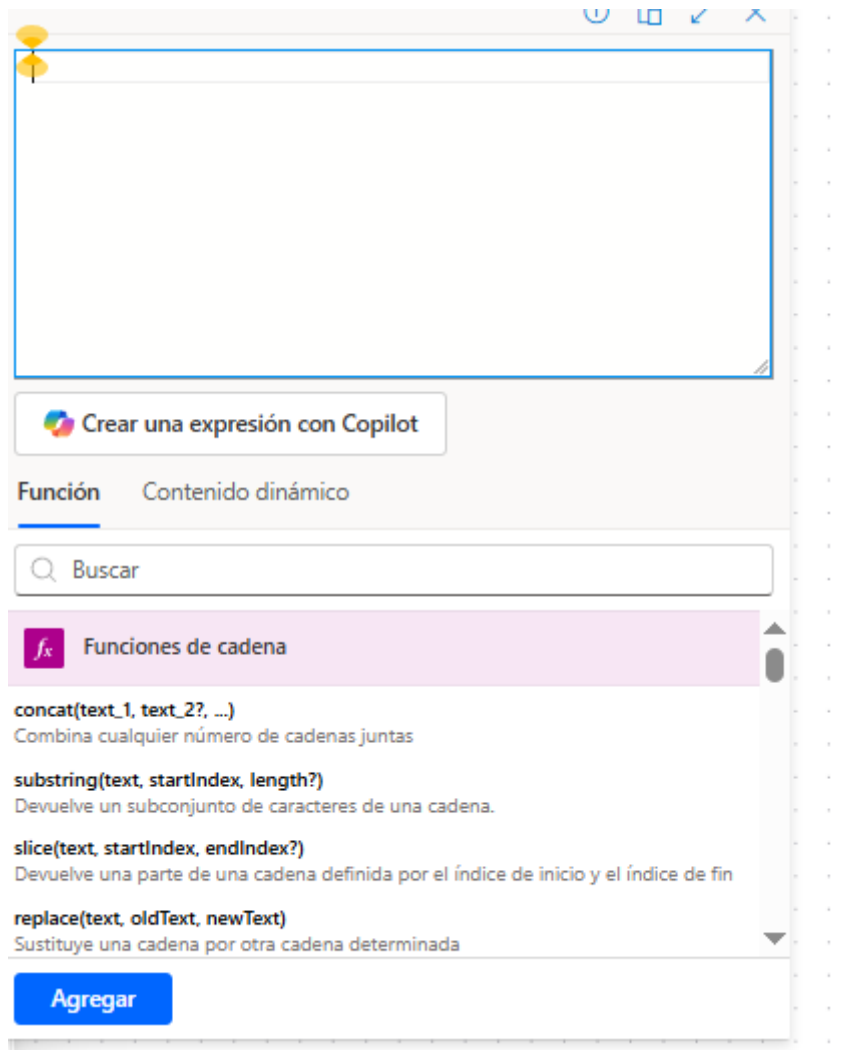 Crear una expresión con Copilot
Función Contenido dinámico
Buscar
fx Funciones de cadena
concat(text_1, text_2?, ...)
Combina cualquier número de cadenas juntas
substring(text, startIndex, length?)
Devuelve un subconjunto de caracteres de una cadena.
slice(text, startIndex, endIndex?)
Devuelve una parte de una cadena definida por el índice de inicio y el índice de fin
replace(text, oldText, newText)
Sustituye una cadena por otra cadena determinada
Agregar